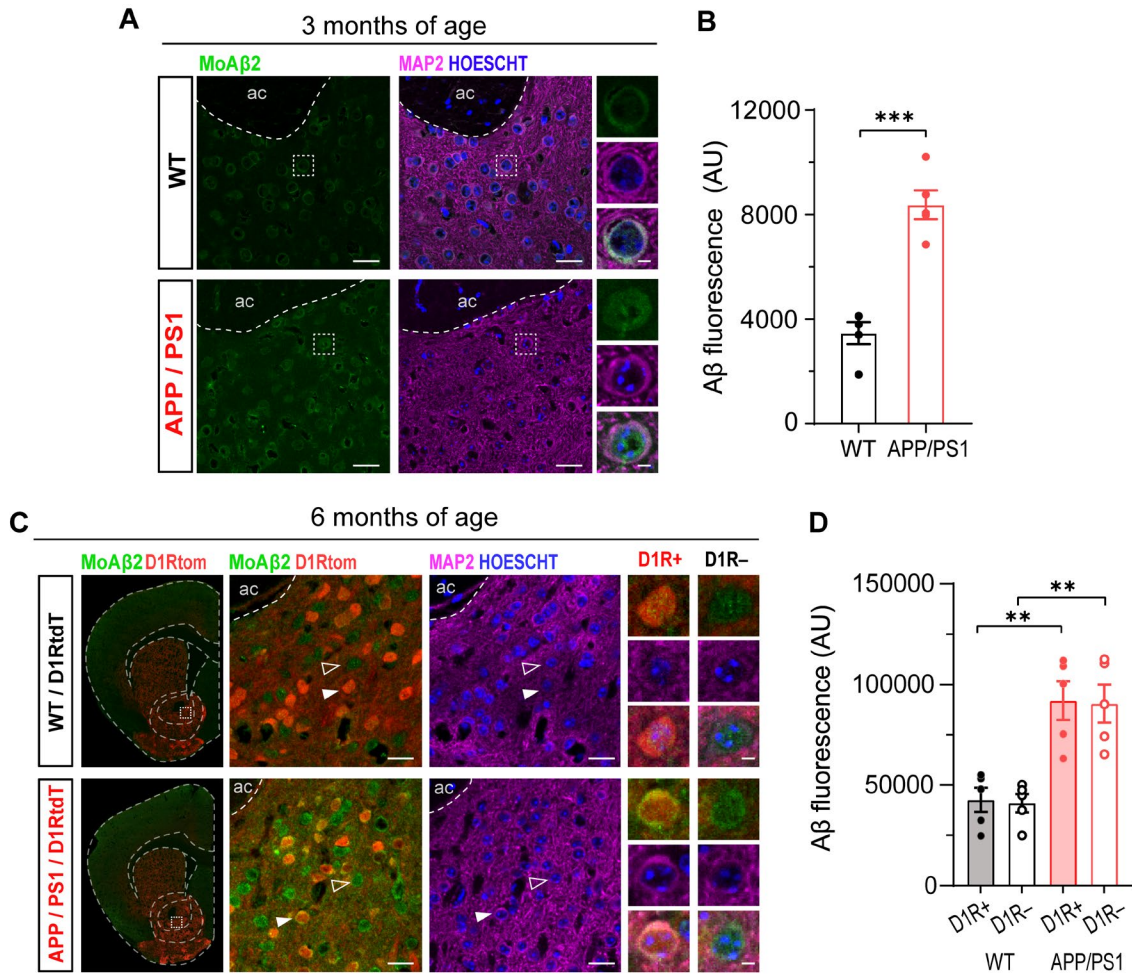 A
3 months of age
MoAβ2
MAP2 HOESCHT
WT
ac
ac
APP / PS1
ac
ac
B
Aβ fluorescence (AU)
12000
8000
4000
0
***
WT
APP/PS1
C
6 months of age
MoAβ2 D1Rtom
MoAβ2 D1Rtom
MAP2 HOESCHT
D1R+
D1R–
WT / D1RtdT
ac
ac
APP / PS1 / D1RtdT
ac
ac
D
Aβ fluorescence (AU)
150000
100000
50000
0
**
**
D1R+
D1R–
D1R+
D1R–
WT
APP/PS1